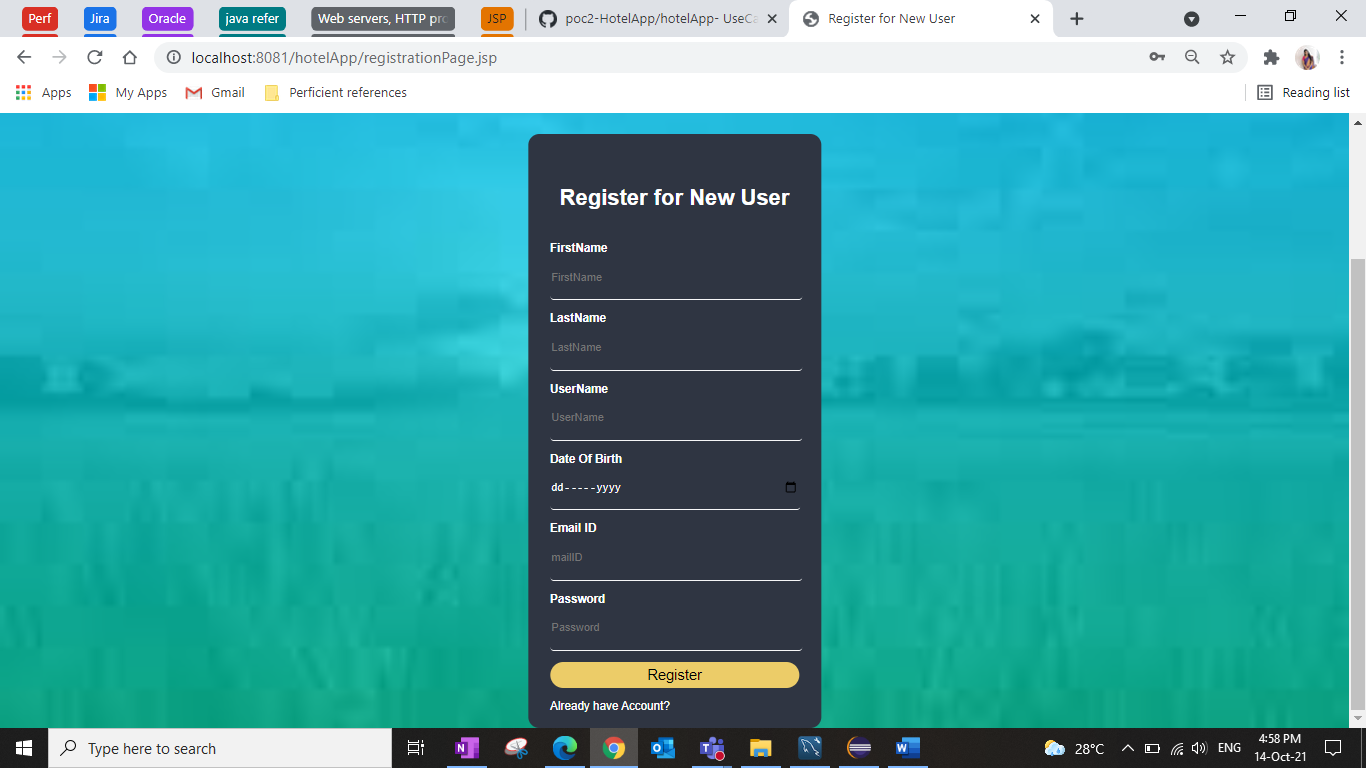 Perf Jira Oracle java refer Web servers, HTTP pro JSP poc2-HotelApp/hotelApp- UseCa Register for New User
localhost:8081/hotelApp/registrationPage.jsp
Apps My Apps Gmail Perficient references Reading list
Register for New User
FirstName
FirstName
LastName
LastName
UserName
UserName
Date Of Birth
dd-----yyyy
Email ID
mailID
Password
Password
Register
Already have Account?
Type here to search 28°C ENG 4:58 PM
14-Oct-21